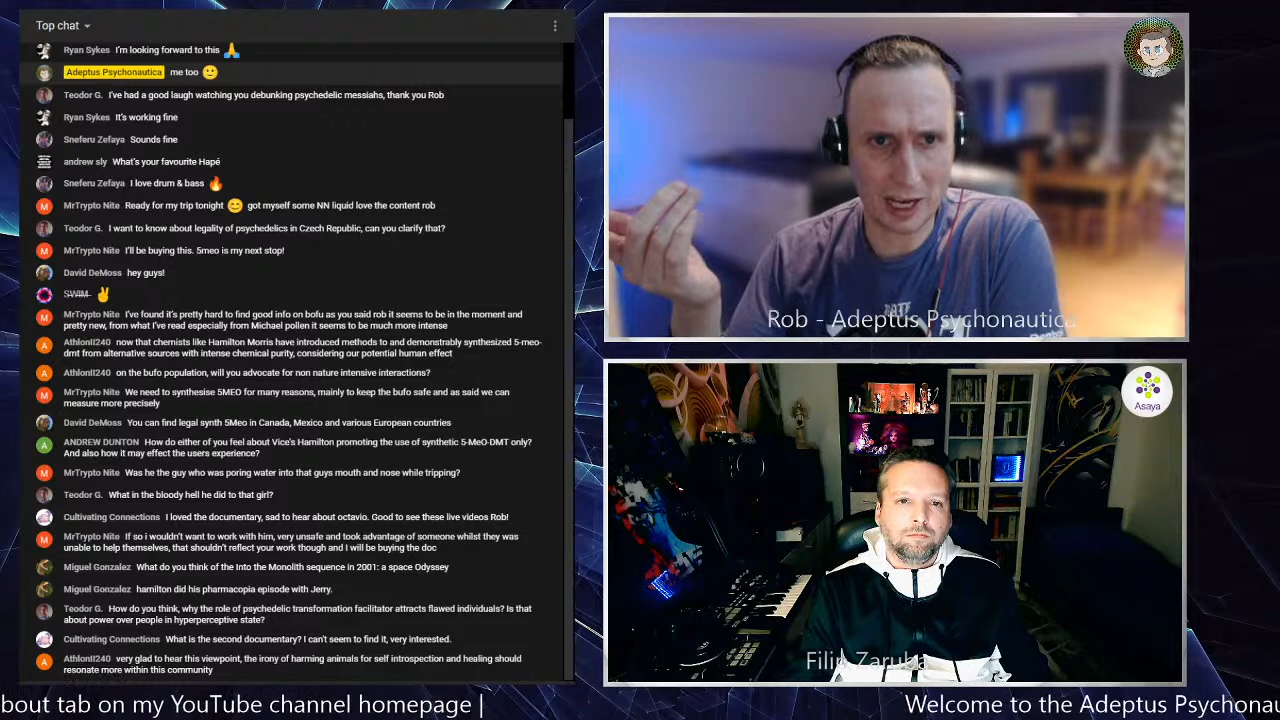 Top chat
Ryan Sykes I'm looking forward to this 🙏
Adeptus Psychonautica me too 🙂
Teodor G. I've had a good laugh watching you debunking psychedelic messiahs, thank you Rob
Ryan Sykes It's working fine
Sneferu Zefaya Sounds fine
andrew sly What's your favourite Hapé
Sneferu Zefaya I love drum & bass 🔥
MrTrypto Nite Ready for my trip tonight 😊 got myself some NN liquid love the content rob
Teodor G. I want to know about legality of psychedelics in Czech Republic, can you clarify that?
MrTrypto Nite I'll be buying this. 5meo is my next stop!
David DeMoss hey guys!
SWIM- ✌
MrTrypto Nite I've found it's pretty hard to find good info on bofu as you said rob it seems to be in the moment and
pretty new, from what I've read especially from Michael pollen it seems to be much more intense
AthlonII240 now that chemists like Hamilton Morris have introduced methods to and demonstrably synthesized 5-meo-
dmt from alternative sources with intense chemical purity, considering our potential human effect
AthlonII240 on the bufo population, will you advocate for non nature intensive interactions?
MrTrypto Nite We need to synthesise 5MEO for many reasons, mainly to keep the bufo safe and as said we can
measure more precisely
David DeMoss You can find legal synth 5Meo in Canada, Mexico and various European countries
ANDREW DUNTON How do either of you feel about Vice's Hamilton promoting the use of synthetic 5-MeO-DMT only?
And also how it may effect the users experience?
MrTrypto Nite Was he the guy who was poring water into that guys mouth and nose while tripping?
Teodor G. What in the bloody hell he did to that girl?
Cultivating Connections I loved the documentary, sad to hear about octavio. Good to see these live videos Rob!
MrTrypto Nite If so i wouldn't want to work with him, very unsafe and took advantage of someone whilst they was
unable to help themselves, that shouldn't reflect your work though and I will be buying the doc
Miguel Gonzalez What do you think of the Into the Monolith sequence in 2001: a space Odyssey
Miguel Gonzalez hamilton did his pharmacopia episode with Jerry.
Teodor G. How do you think, why the role of psychedelic transformation facilitator attracts flawed individuals? Is that
about power over people in hyperperceptive state?
Cultivating Connections What is the second documentary? I can't seem to find it, very interested.
AthlonII240 very glad to hear this viewpoint, the irony of harming animals for self introspection and healing should
resonate more within this community
Rob - Adeptus Psychonautica
Asaya
Filip Zaruba
bout tab on my YouTube channel homepage | Welcome to the Adeptus Psychonau